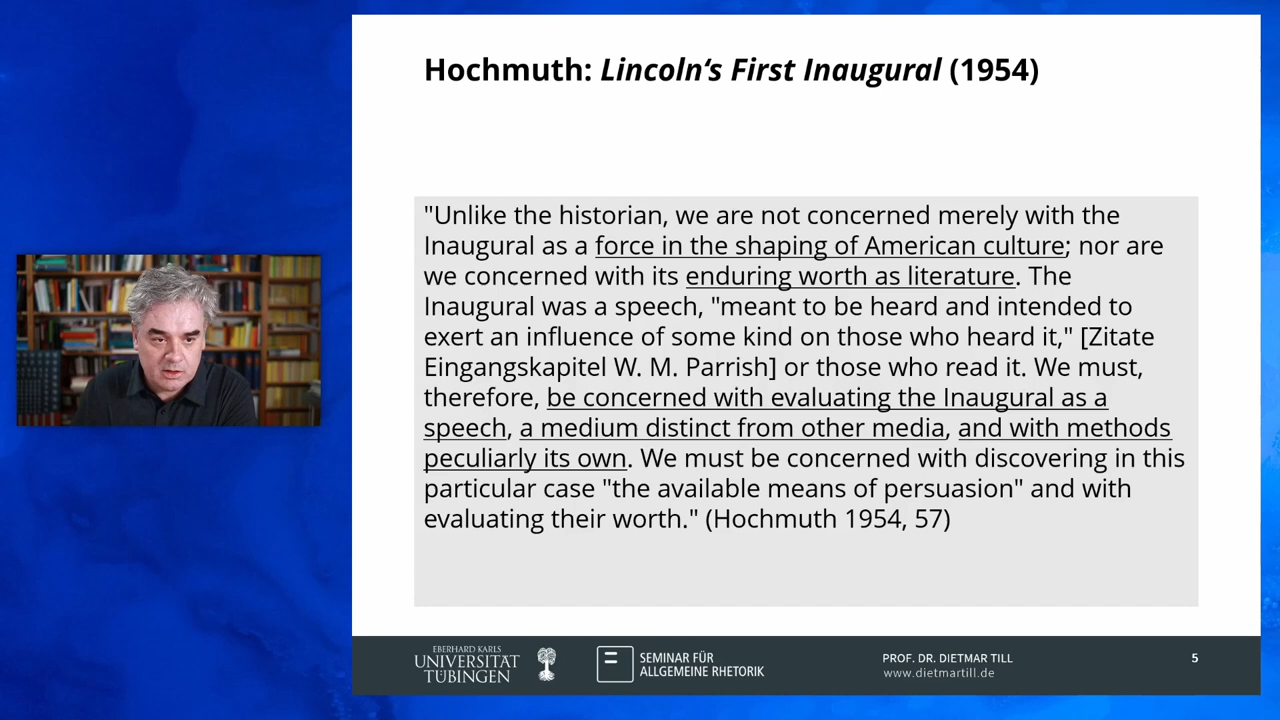 Hochmuth: Lincoln‘s First Inaugural (1954)
"Unlike the historian, we are not concerned merely with the
Inaugural as a force in the shaping of American culture; nor are
we concerned with its enduring worth as literature. The
Inaugural was a speech, "meant to be heard and intended to
exert an influence of some kind on those who heard it," [Zitate
Eingangskapitel W. M. Parrish] or those who read it. We must,
therefore, be concerned with evaluating the Inaugural as a
speech, a medium distinct from other media, and with methods
peculiarly its own. We must be concerned with discovering in this
particular case "the available means of persuasion" and with
evaluating their worth." (Hochmuth 1954, 57)
EBERHARD KARLS
UNIVERSITÄT
TÜBINGEN
SEMINAR FÜR
ALLGEMEINE RHETORIK
PROF. DR. DIETMAR TILL
www.dietmartill.de
5